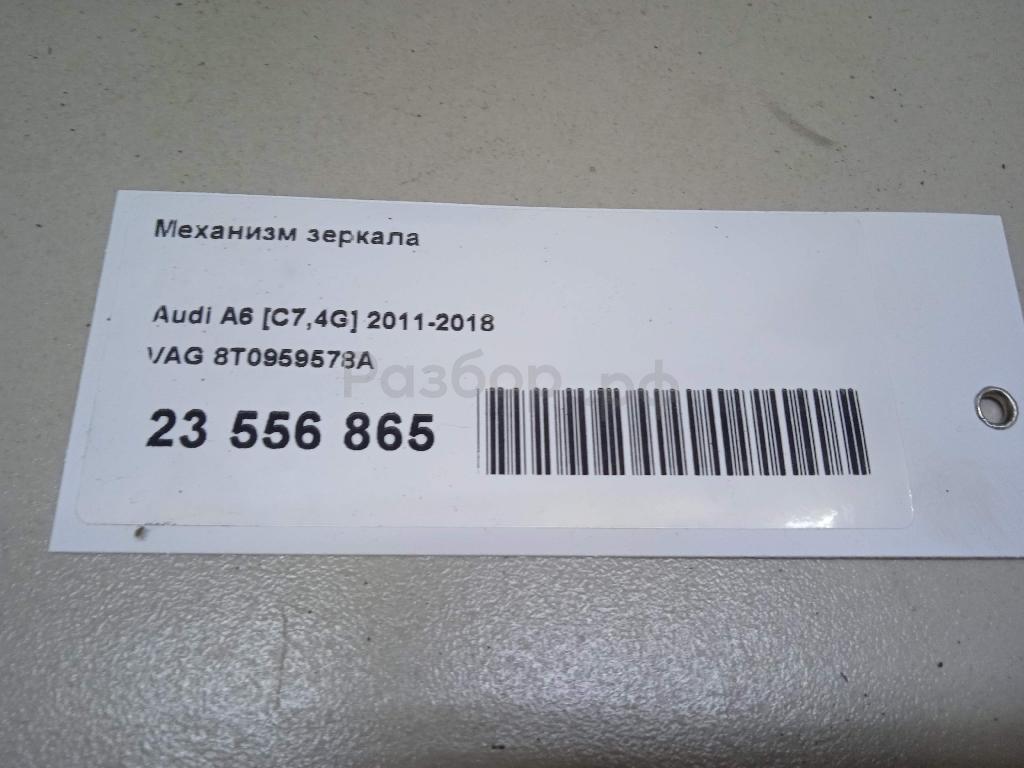 Механизм зеркала
Audi A6 [C7,4G] 2011-2018
VAG 8T0959578A
Разбор.рф
23 556 865